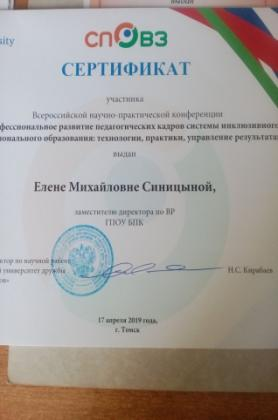 sity
СПОВЗ
СЕРТИФИКАТ
участника
Всероссийской научно-практической конференции
фессиональное развитие педагогических кадров системы инклюзивного
ионального образования: технологии, практики, управление результата
выдан
Елене Михайловне Синицыной,
заместителю директора по ВР
ГПОУ БПК
ктор по научной работе
й университет дружбы
ов»
Н.С. Кирабаев
17 апреля 2019 года,
г. Томск